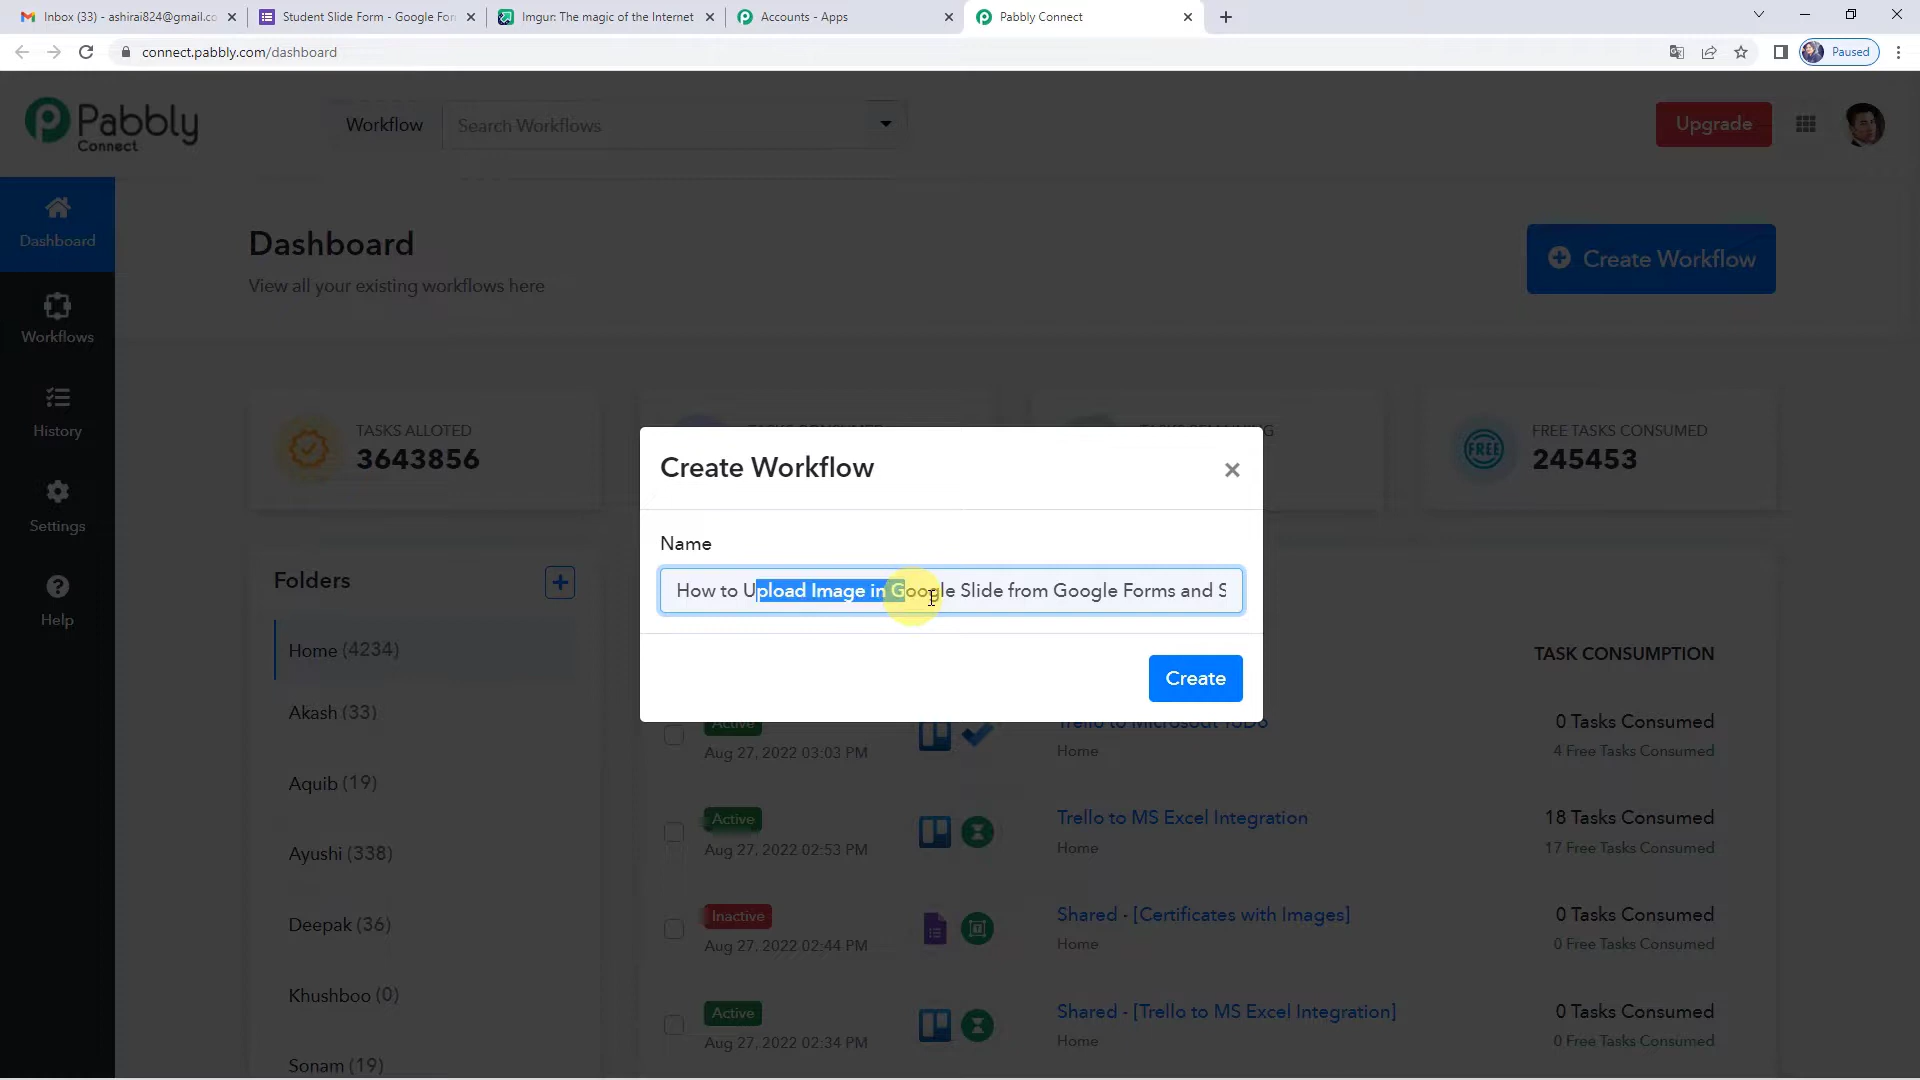 Inbox (33) - ashirai824@gmail.co
Student Slide Form - Google For
Imgur: The magic of the Internet
Accounts - Apps
Pabbly Connect
connect.pabbly.com/dashboard
Paused
Pabbly
Connect
Workflow
Search Workflows
Upgrade
Dashboard
Workflows
History
Settings
Help
Dashboard
View all your existing workflows here
Create Workflow
TASKS ALLOTED
3643856
FREE TASKS CONSUMED
245453
FREE
Create Workflow
Name
How to Upload Image in Google Slide from Google Forms and S
Create
Folders
Home (4234)
Akash (33)
Aquib (19)
Ayushi (338)
Deepak (36)
Khushboo (0)
Sonam (19)
TASK CONSUMPTION
Active
Aug 27, 2022 03:03 PM
Trello to Microsoft ToDo
Home
0 Tasks Consumed
4 Free Tasks Consumed
Active
Aug 27, 2022 02:53 PM
Trello to MS Excel Integration
Home
18 Tasks Consumed
17 Free Tasks Consumed
Inactive
Aug 27, 2022 02:44 PM
Shared - [Certificates with Images]
Home
0 Tasks Consumed
0 Free Tasks Consumed
Active
Aug 27, 2022 02:34 PM
Shared - [Trello to MS Excel Integration]
Home
0 Tasks Consumed
0 Free Tasks Consumed